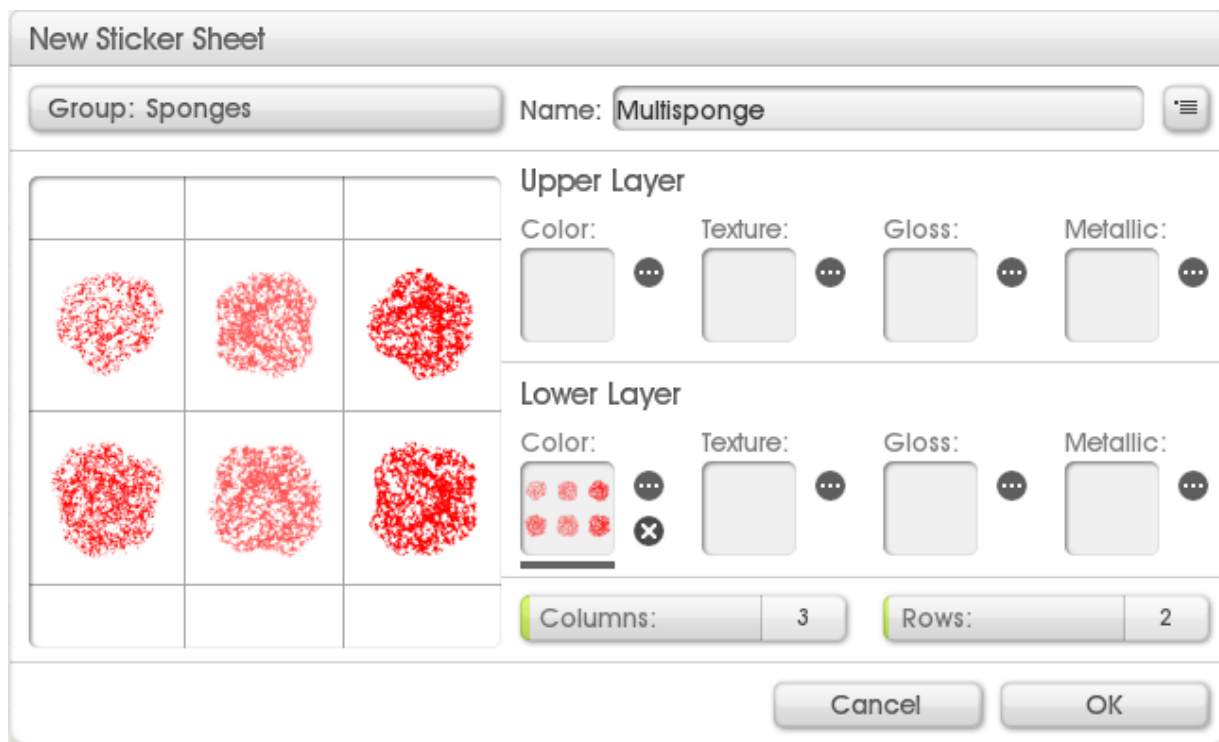 New Sticker Sheet
Group: Sponges
Name: Multisponge
Upper Layer
Color: Texture: Gloss: Metallic:
Lower Layer
Color: Texture: Gloss: Metallic:
Columns: 3 Rows: 2
Cancel OK